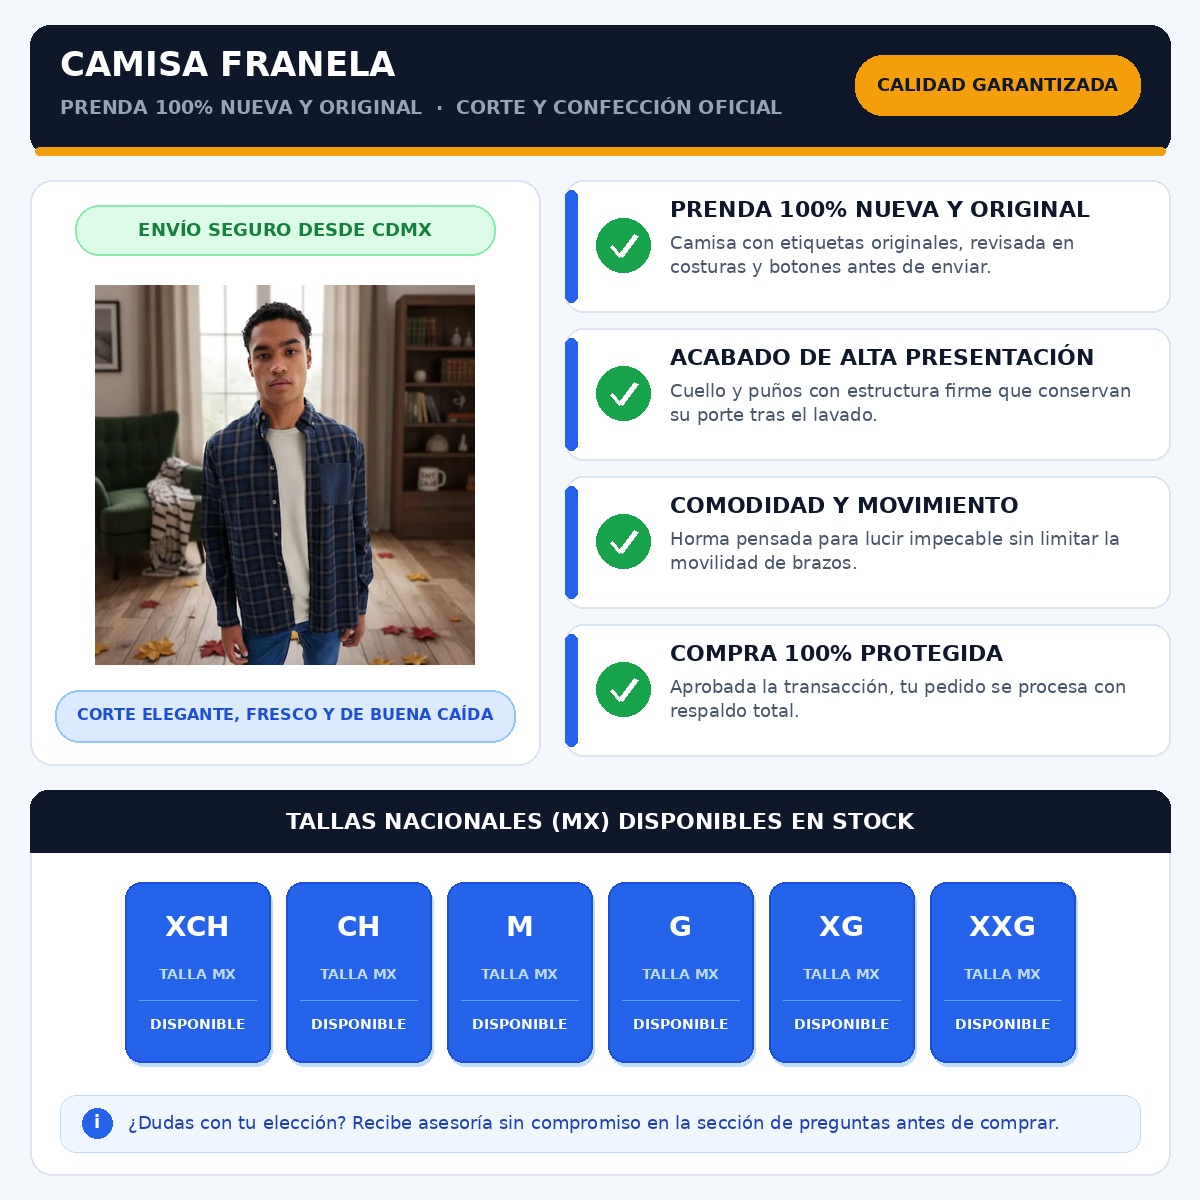 CAMISA FRANELA
PRENDA 100% NUEVA Y ORIGINAL · CORTE Y CONFECCIÓN OFICIAL
CALIDAD GARANTIZADA
ENVÍO SEGURO DESDE CDMX
CORTE ELEGANTE, FRESCO Y DE BUENA CAÍDA
PRENDA 100% NUEVA Y ORIGINAL
Camisa con etiquetas originales, revisada en
costuras y botones antes de enviar.
ACABADO DE ALTA PRESENTACIÓN
Cuello y puños con estructura firme que conservan
su porte tras el lavado.
COMODIDAD Y MOVIMIENTO
Horma pensada para lucir impecable sin limitar la
movilidad de brazos.
COMPRA 100% PROTEGIDA
Aprobada la transacción, tu pedido se procesa con
respaldo total.
TALLAS NACIONALES (MX) DISPONIBLES EN STOCK
XCH
TALLA MX
DISPONIBLE
CH
TALLA MX
DISPONIBLE
M
TALLA MX
DISPONIBLE
G
TALLA MX
DISPONIBLE
XG
TALLA MX
DISPONIBLE
XXG
TALLA MX
DISPONIBLE
i ¿Dudas con tu elección? Recibe asesoría sin compromiso en la sección de preguntas antes de comprar.